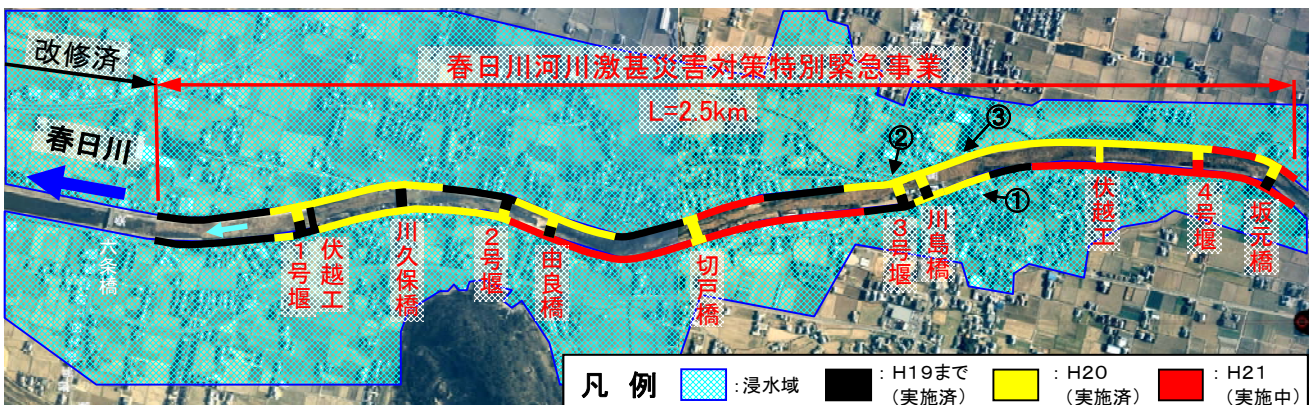 改修済
春日川河川激甚災害対策特別緊急事業
L=2.5km
春日川
大条橋
1号堰
伏越工
川久保橋
2号堰
由良橋
切戸橋
②
③
①
3号堰
川島橋
伏越工
4号堰
坂元橋
凡 例
:浸水域
:H19まで
(実施済)
:H20
(実施済)
:H21
(実施中)